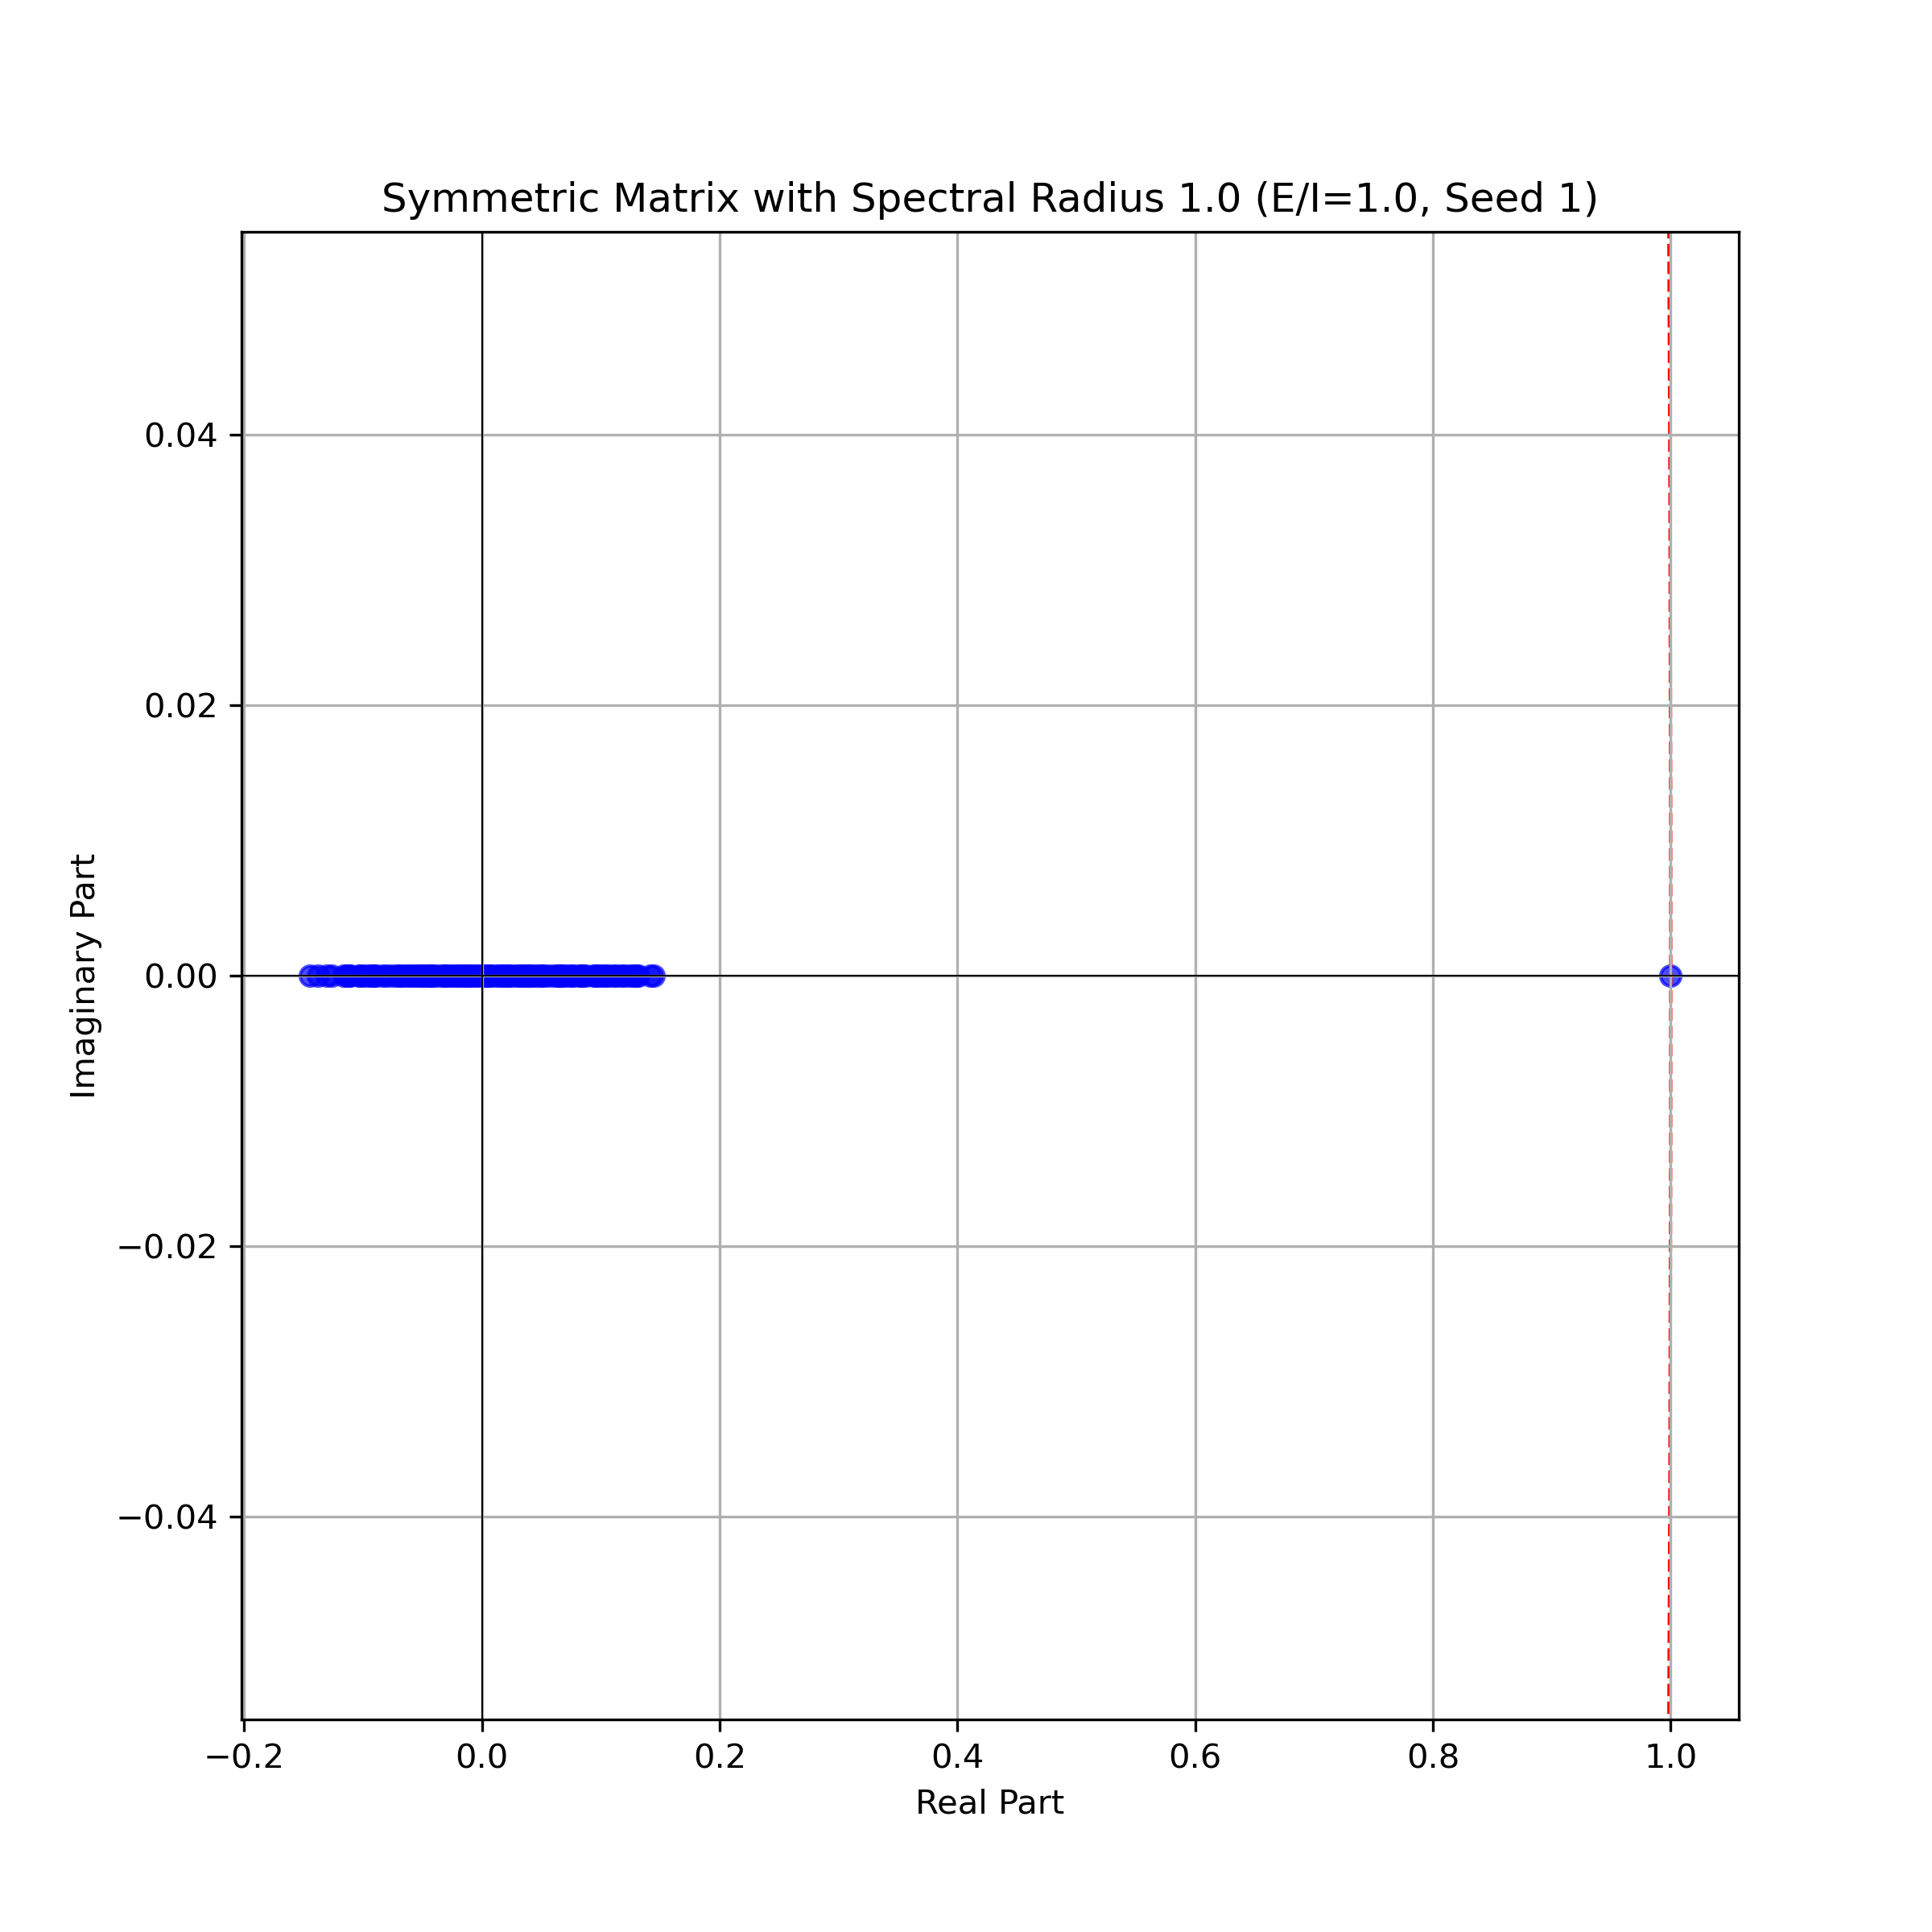 Symmetric Matrix with Spectral Radius 1.0 (E/I=1.0, Seed 1)
0.04
0.02
0.00
−0.02
−0.04
Imaginary Part
−0.2 0.0 0.2 0.4 0.6 0.8 1.0
Real Part